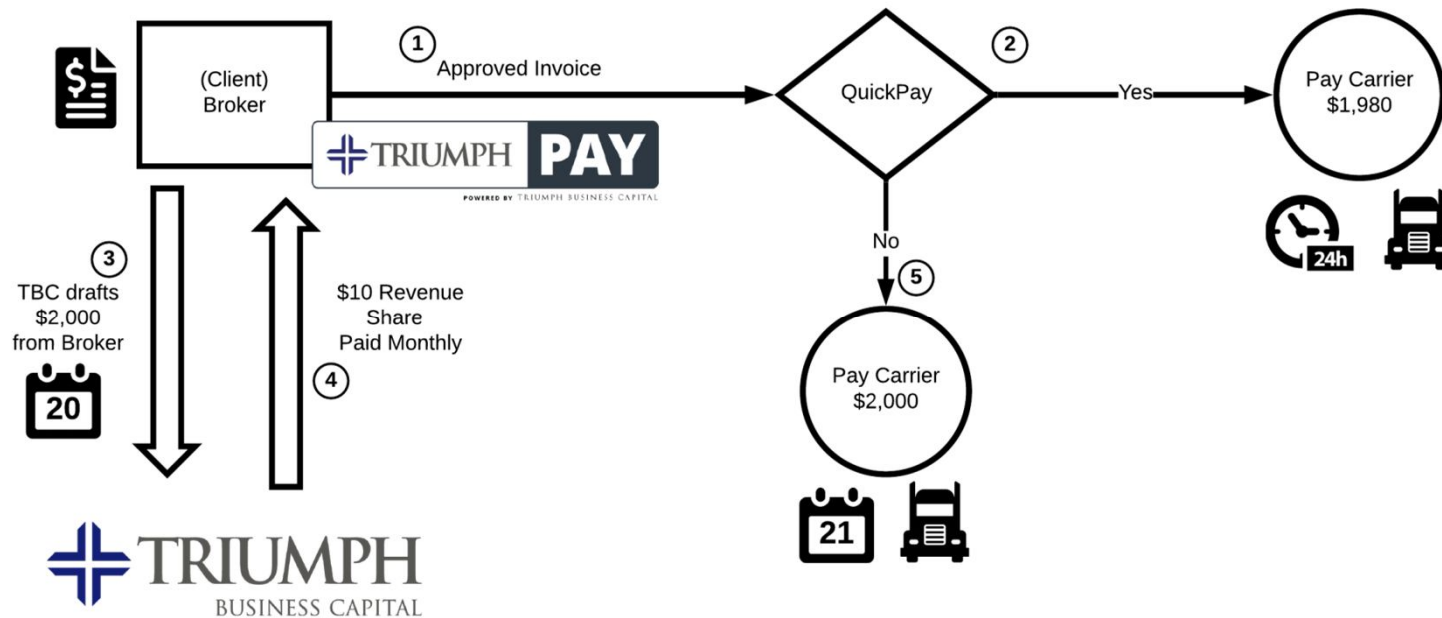 1
Approved Invoice
2
(Client)
Broker
QuickPay
Yes
Pay Carrier
$1,980
$
TRIUMPH PAY
POWERED BY TRIUMPH BUSINESS CAPITAL
24h
No
3
TBC drafts
$2,000
from Broker
20
$10 Revenue
Share
Paid Monthly
4
5
Pay Carrier
$2,000
21
TRIUMPH
BUSINESS CAPITAL